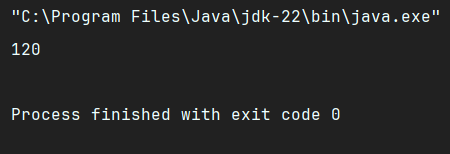 "C:\Program Files\Java\jdk-22\bin\java.exe"
120
Process finished with exit code 0